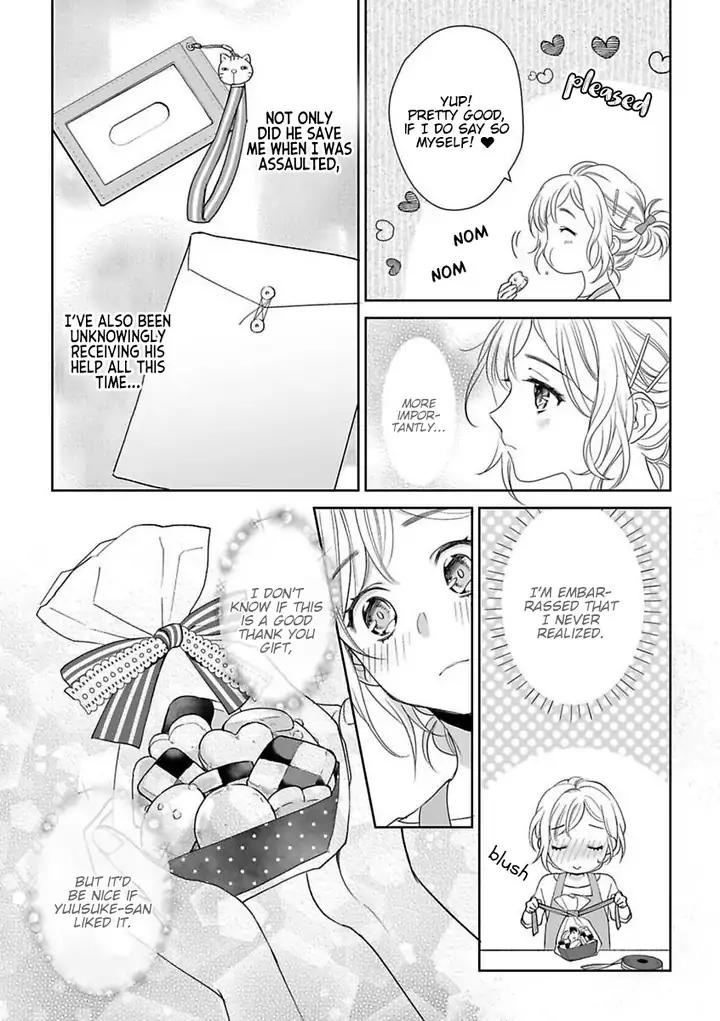 YUP!
PRETTY GOOD,
IF I DO SAY SO
MYSELF! ♥
pleased
NOM
NOM
MORE
IMPOR-
TANTLY...
NOT ONLY
DID HE SAVE
ME WHEN I WAS
ASSAULTED,
I'VE ALSO BEEN
UNKNOWINGLY
RECEIVING HIS
HELP ALL THIS
TIME...
I'M EMBAR-
RASSED THAT
I NEVER
REALIZED.
blush
I DON'T
KNOW IF THIS
IS A GOOD
THANK YOU
GIFT,
BUT IT'D
BE NICE IF
YUUSUKE-SAN
LIKED IT.